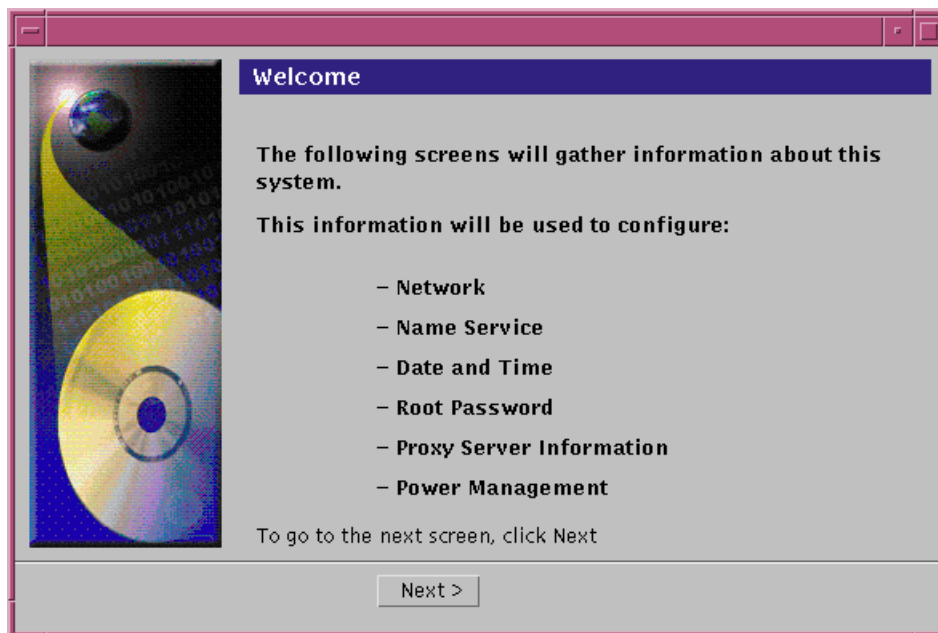 Welcome
The following screens will gather information about this
system.
This information will be used to configure:
– Network
– Name Service
– Date and Time
– Root Password
– Proxy Server Information
– Power Management
To go to the next screen, click Next
Next >